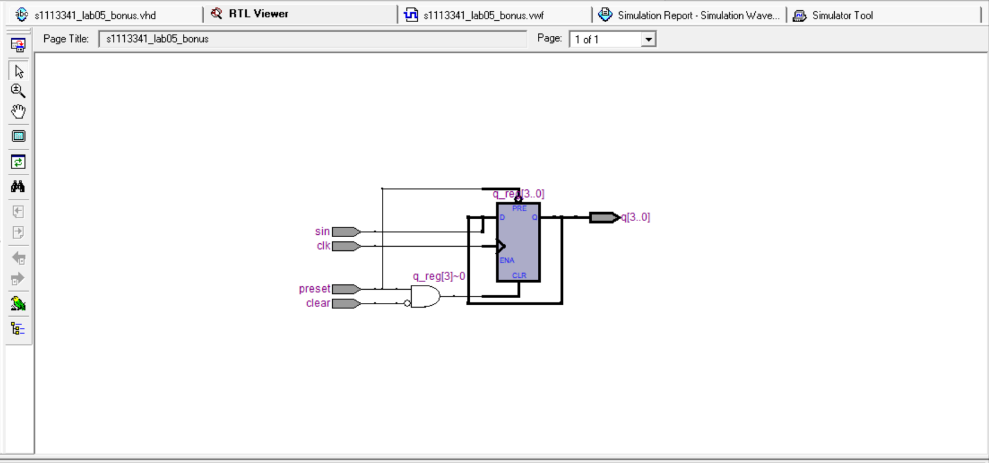 s1113341_lab05_bonus.vhd
RTL Viewer
s1113341_lab05_bonus.vwf
Simulation Report - Simulation Wave...
Simulator Tool
Page Title: s1113341_lab05_bonus
Page: 1 of 1
q_reg[3..0]
PRE
D
Q
q[3..0]
sin
clk
ENA
CLR
q_reg[3]~0
preset
clear